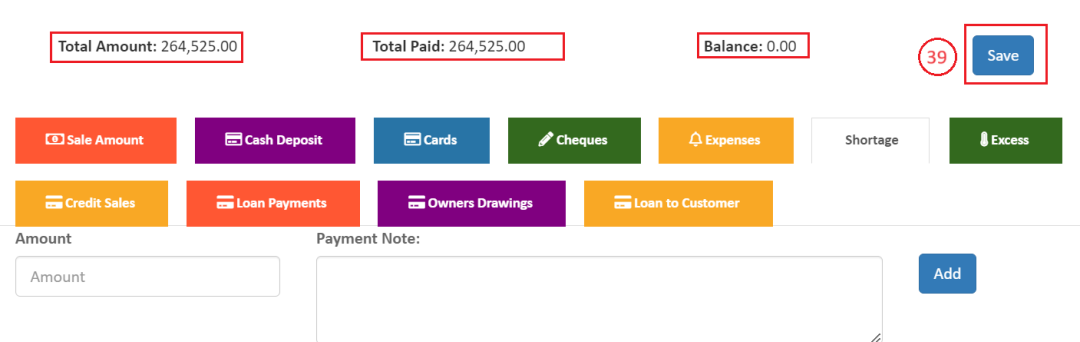 Total Amount: 264,525.00 Total Paid: 264,525.00 Balance: 0.00 39 Save
Sale Amount Cash Deposit Cards Cheques Expenses Shortage Excess
Credit Sales Loan Payments Owners Drawings Loan to Customer
Amount Payment Note:
Amount Add